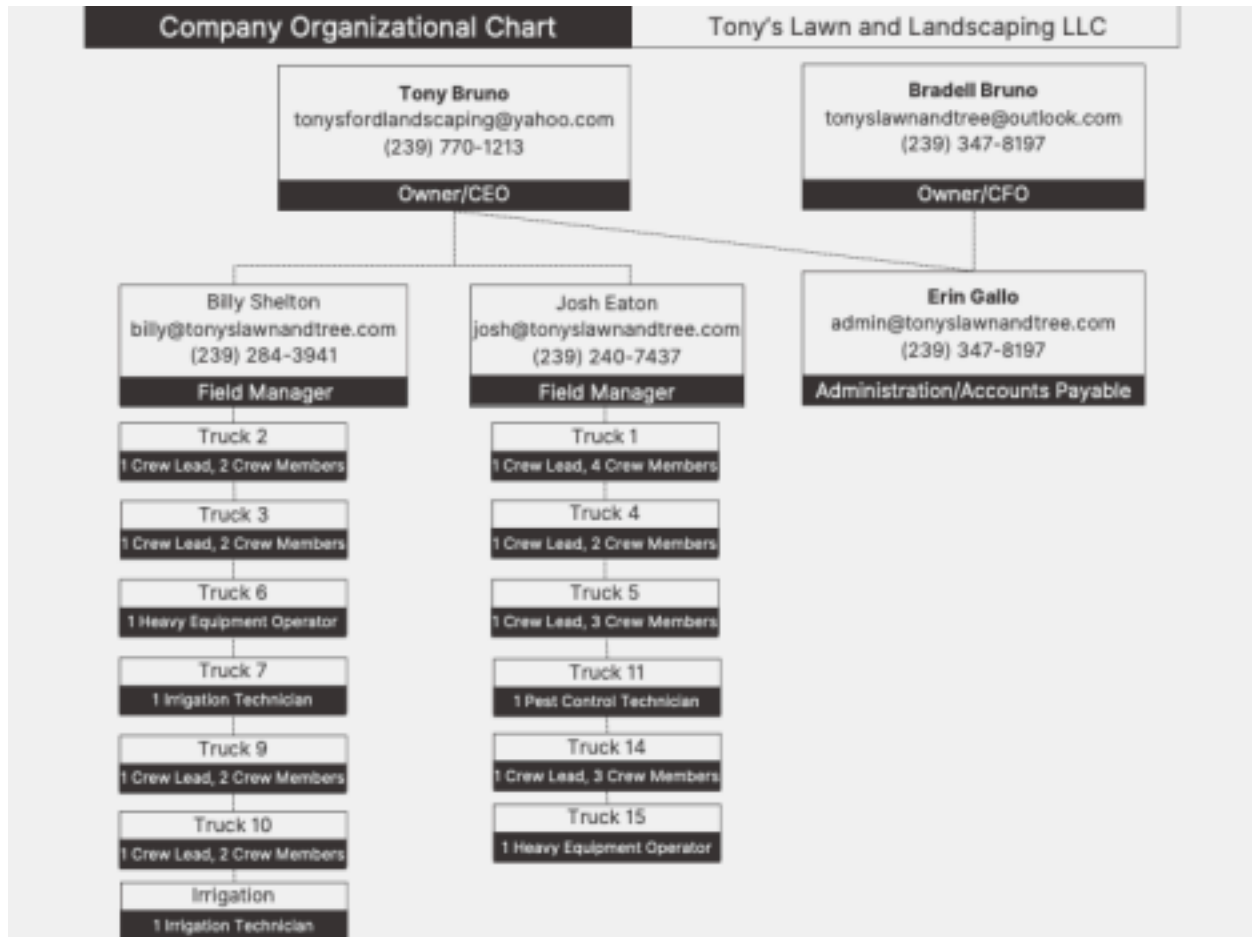 Company Organizational Chart
Tony's Lawn and Landscaping LLC
Tony Bruno
tonysfordlandscaping@yahoo.com
(239) 770-1213
Owner/CEO
Bradell Bruno
tonyslawnandtree@outlook.com
(239) 347-8197
Owner/CFO
Billy Shelton
billy@tonyslawnandtree.com
(239) 284-3941
Field Manager
Josh Eaton
josh@tonyslawnandtree.com
(239) 240-7437
Field Manager
Erin Gallo
admin@tonyslawnandtree.com
(239) 347-8197
Administration/Accounts Payable
Truck 2
1 Crew Lead, 2 Crew Members
Truck 3
1 Crew Lead, 2 Crew Members
Truck 6
1 Heavy Equipment Operator
Truck 7
1 Irrigation Technician
Truck 9
1 Crew Lead, 2 Crew Members
Truck 10
1 Crew Lead, 2 Crew Members
Irrigation
1 Irrigation Technician
Truck 1
1 Crew Lead, 4 Crew Members
Truck 4
1 Crew Lead, 2 Crew Members
Truck 5
1 Crew Lead, 3 Crew Members
Truck 11
1 Pest Control Technician
Truck 14
1 Crew Lead, 3 Crew Members
Truck 15
1 Heavy Equipment Operator